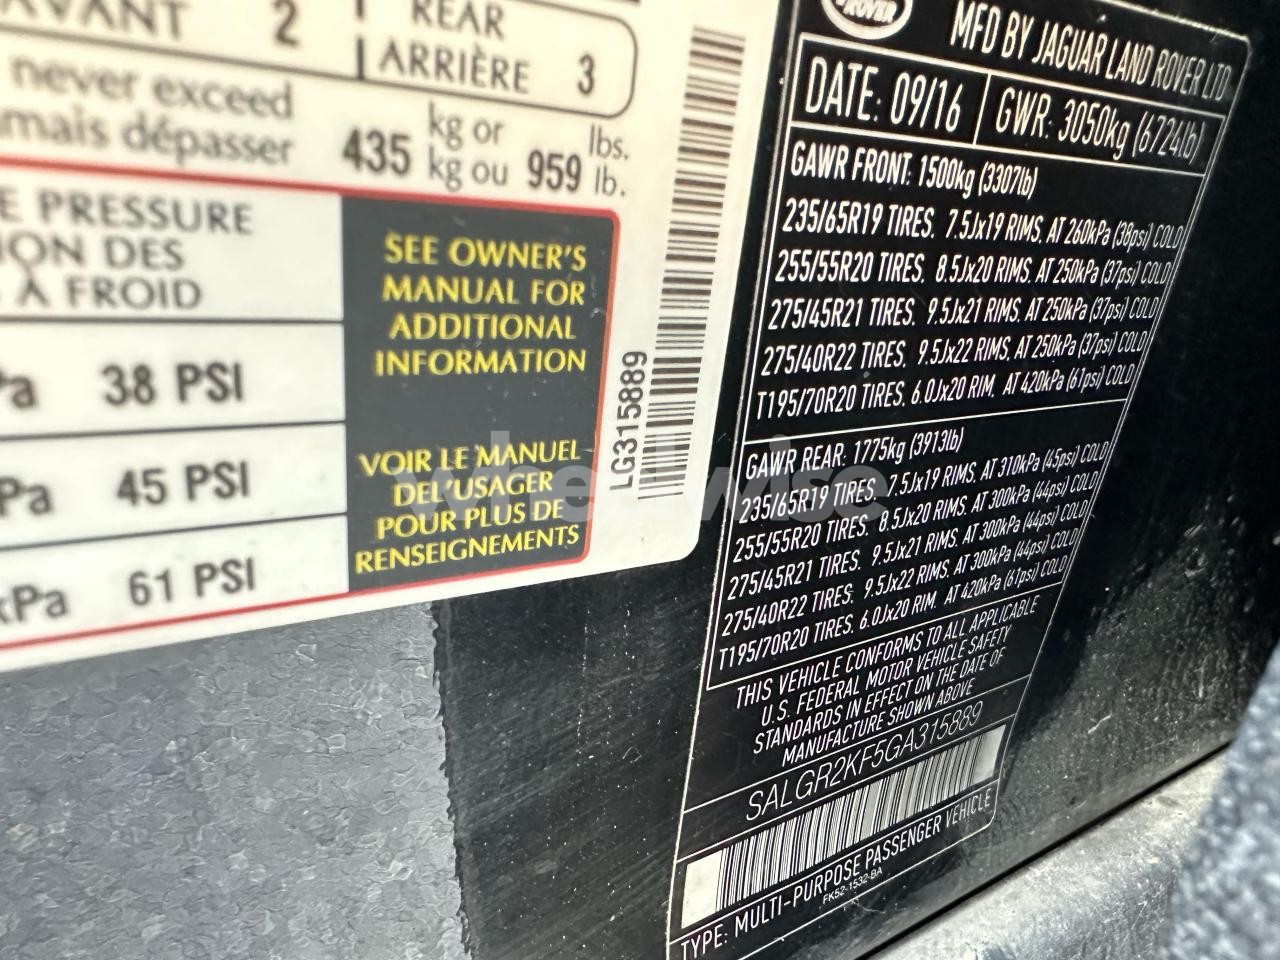 AVANT 2
REAR
ARRIÈRE 3
never exceed
amais dépasser 435 kg or kg ou 959 lbs. lb.
E PRESSURE
ION DES
À FROID
Pa 38 PSI
Pa 45 PSI
kPa 61 PSI
SEE OWNER'S
MANUAL FOR
ADDITIONAL
INFORMATION
VOIR LE MANUEL
DEL'USAGER
POUR PLUS DE
RENSEIGNEMENTS
LG315889
ROVER
MFD BY JAGUAR LAND ROVER LTD
DATE: 09/16 GWR: 3050kg (6724lb)
GAWR FRONT: 1500kg (3307lb)
235/65R19 TIRES, 7.5Jx19 RIMS, AT 260kPa (38psi) COLD
255/55R20 TIRES, 8.5Jx20 RIMS, AT 250kPa (37psi) COLD
275/45R21 TIRES, 9.5Jx21 RIMS, AT 250kPa (37psi) COLD
275/40R22 TIRES, 9.5Jx22 RIMS, AT 250kPa (37psi) COLD
T195/70R20 TIRES, 6.0Jx20 RIM, AT 420kPa (61psi) COLD
GAWR REAR: 1775kg (3913lb)
235/65R19 TIRES, 7.5Jx19 RIMS, AT 310kPa (45psi) COLD
255/55R20 TIRES, 8.5Jx20 RIMS, AT 300kPa (44psi) COLD
275/45R21 TIRES, 9.5Jx21 RIMS, AT 300kPa (44psi) COLD
275/40R22 TIRES, 9.5Jx22 RIMS, AT 300kPa (44psi) COLD
T195/70R20 TIRES, 6.0Jx20 RIM, AT 420kPa (61psi) COLD
THIS VEHICLE CONFORMS TO ALL APPLICABLE
U.S. FEDERAL MOTOR VEHICLE SAFETY
STANDARDS IN EFFECT ON THE DATE OF
MANUFACTURE SHOWN ABOVE
SALGR2KF5GA315889
TYPE: MULTI-PURPOSE PASSENGER VEHICLE
FK52-1532-BA